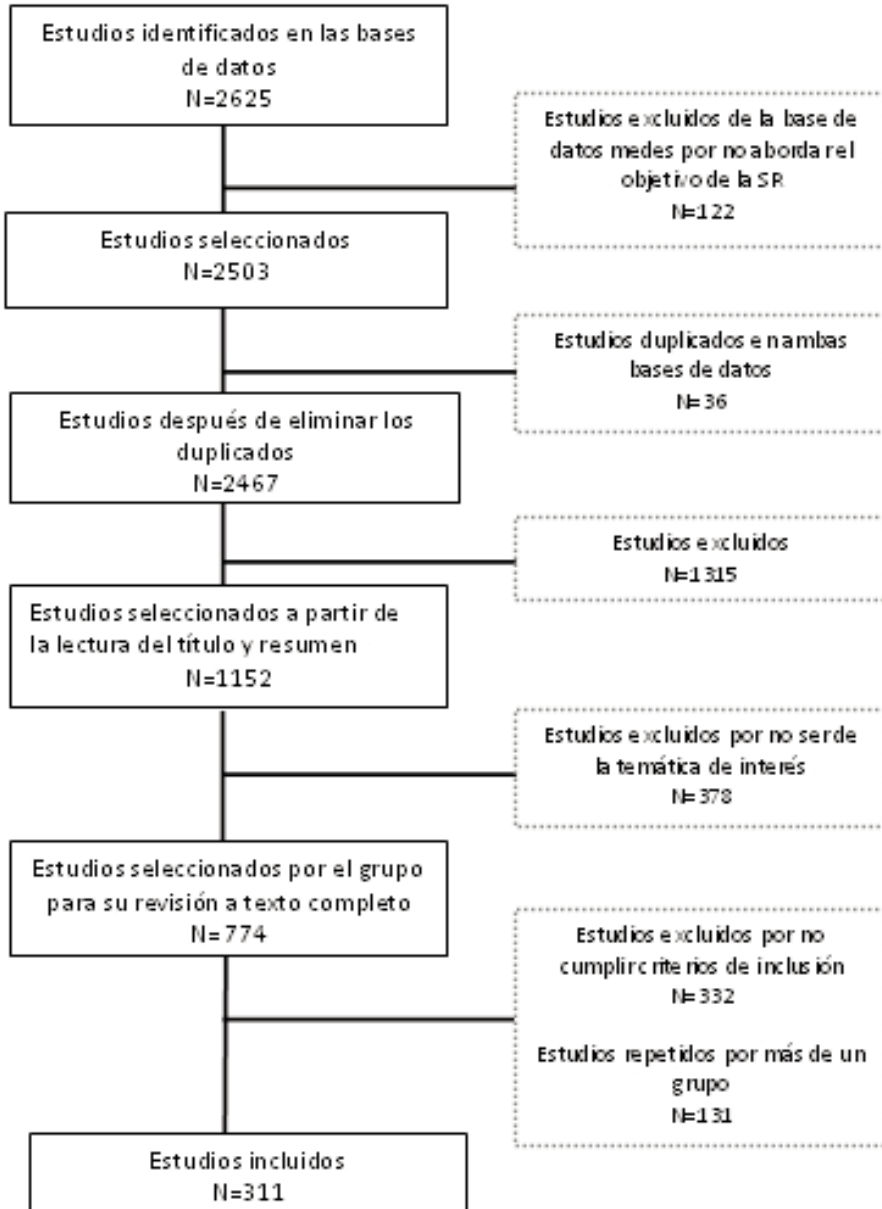 Estudios identificados en las bases
de datos
N=2625
Estudios excluidos de la base de
datos medes por no abordar el
objetivo de la SR
N=122
Estudios seleccionados
N=2503
Estudios duplicados en ambas
bases de datos
N=36
Estudios después de eliminar los
duplicados
N=2467
Estudios excluidos
N=1315
Estudios seleccionados a partir de
la lectura del título y resumen
N=1152
Estudios excluidos por no ser de
la temática de interés
N=378
Estudios seleccionados por el grupo
para su revisión a texto completo
N=774
Estudios excluidos por no
cumplir criterios de inclusión
N=332
Estudios repetidos por más de un
grupo
N=131
Estudios incluidos
N=311